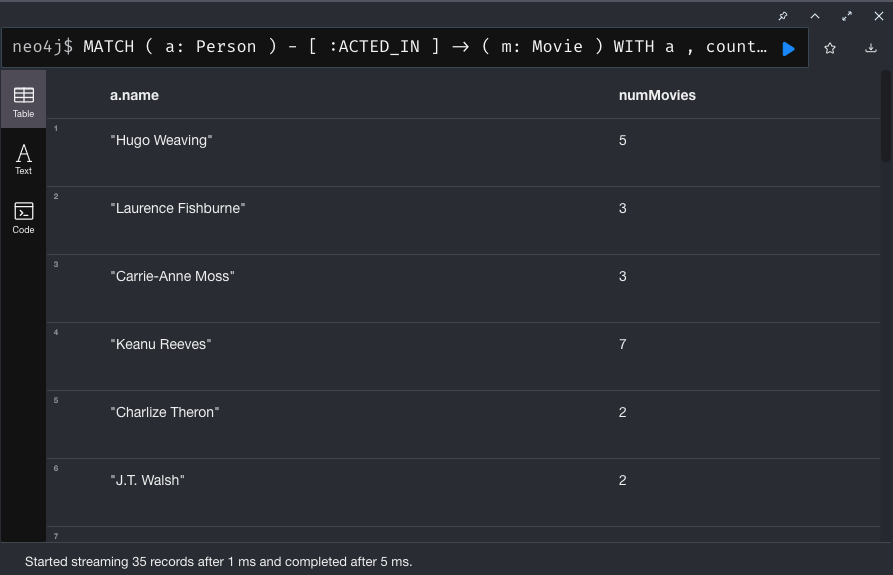 neo4j$ MATCH ( a: Person ) - [ :ACTED_IN ] → ( m: Movie ) WITH a , count…
Table
Text
Code
a.name numMovies
1 "Hugo Weaving" 5
2 "Laurence Fishburne" 3
3 "Carrie-Anne Moss" 3
4 "Keanu Reeves" 7
5 "Charlize Theron" 2
6 "J.T. Walsh" 2
7
Started streaming 35 records after 1 ms and completed after 5 ms.